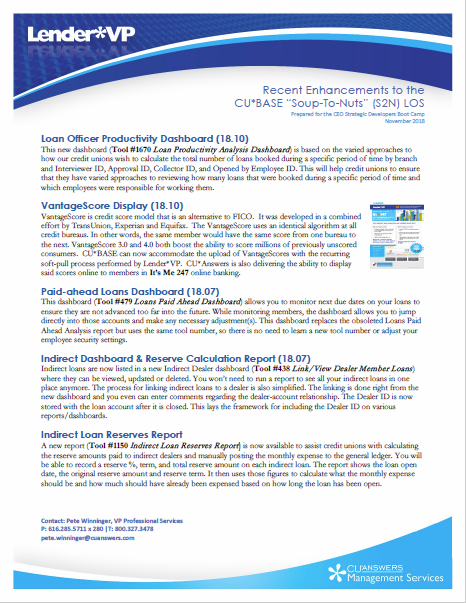 Lender*VP
Recent Enhancements to the
CU*BASE "Soup-To-Nuts" (S2N) LOS
Prepared for the CEO Strategic Developers Boot Camp
November 2018
Loan Officer Productivity Dashboard (18.10)
This new dashboard (Tool #1670 Loan Productivity Analysis Dashboard) is based on the varied approaches to
how our credit unions wish to calculate the total number of loans booked during a specific period of time by branch
and Interviewer ID, Approval ID, Collector ID, and Opened by Employee ID. This will help credit unions to ensure
that they have varied approaches to reviewing how many loans that were booked during a specific period of time and
which employees were responsible for working them.
VantageScore Display (18.10)
VantageScore is credit score model that is an alternative to FICO. It was developed in a combined
effort by TransUnion, Experian and Equifax. The VantageScore uses an identical algorithm at all
credit bureaus. In other words, the same member would have the same score from one bureau to
the next. VantageScore 3.0 and 4.0 both boost the ability to score millions of previously unscored
consumers. CU*BASE can now accommodate the upload of VantageScore with the recurring
soft-pull process performed by Lender*VP. CU*Answers is also delivering the ability to display
said scores online to members in It's Me 247 online banking.
Paid-ahead Loans Dashboard (18.07)
This dashboard (Tool #479 Loans Paid Ahead Dashboard) allows you to monitor next due dates on your loans to
ensure they are not advanced too far into the future. While monitoring members, the dashboard allows you to jump
directly into those accounts and make any necessary adjustment(s). This dashboard replaces the obsoleted Loans Paid
Ahead Analysis report but uses the same tool number, so there is no need to learn a new tool number or adjust your
employee security settings.
Indirect Dashboard & Reserve Calculation Report (18.07)
Indirect loans are now listed in a new Indirect Dealer dashboard (Tool #438 Link/View Dealer Member Loans)
where they can be viewed, updated or deleted. You won't need to run a report to see all your indirect loans in one
place anymore. The process for linking indirect loans to a dealer is also simplified. The linking is done right from the
new dashboard and you even can enter comments regarding the dealer-account relationship. The Dealer ID is now
stored with the loan account after it is closed. This lays the framework for including the Dealer ID on various
reports/dashboards.
Indirect Loan Reserves Report
A new report (Tool #1150 Indirect Loan Reserves Report) is now available to assist credit unions with calculating
the reserve amounts paid to indirect dealers and manually posting the monthly expense to the general ledger. You will
be able to record a reserve %, term, and total reserve amount on each indirect loan. The report shows the loan open
date, the original reserve amount and reserve term. It then uses those figures to calculate what the monthly expense
should be and how much should have already been expensed based on how long the loan has been open.
Contact: Pete Winninger, VP Professional Services
P: 616.285.5711 x 280 | T: 800.327.3478
pete.winninger@cuanswers.com
CU*ANSWERS
Management Services